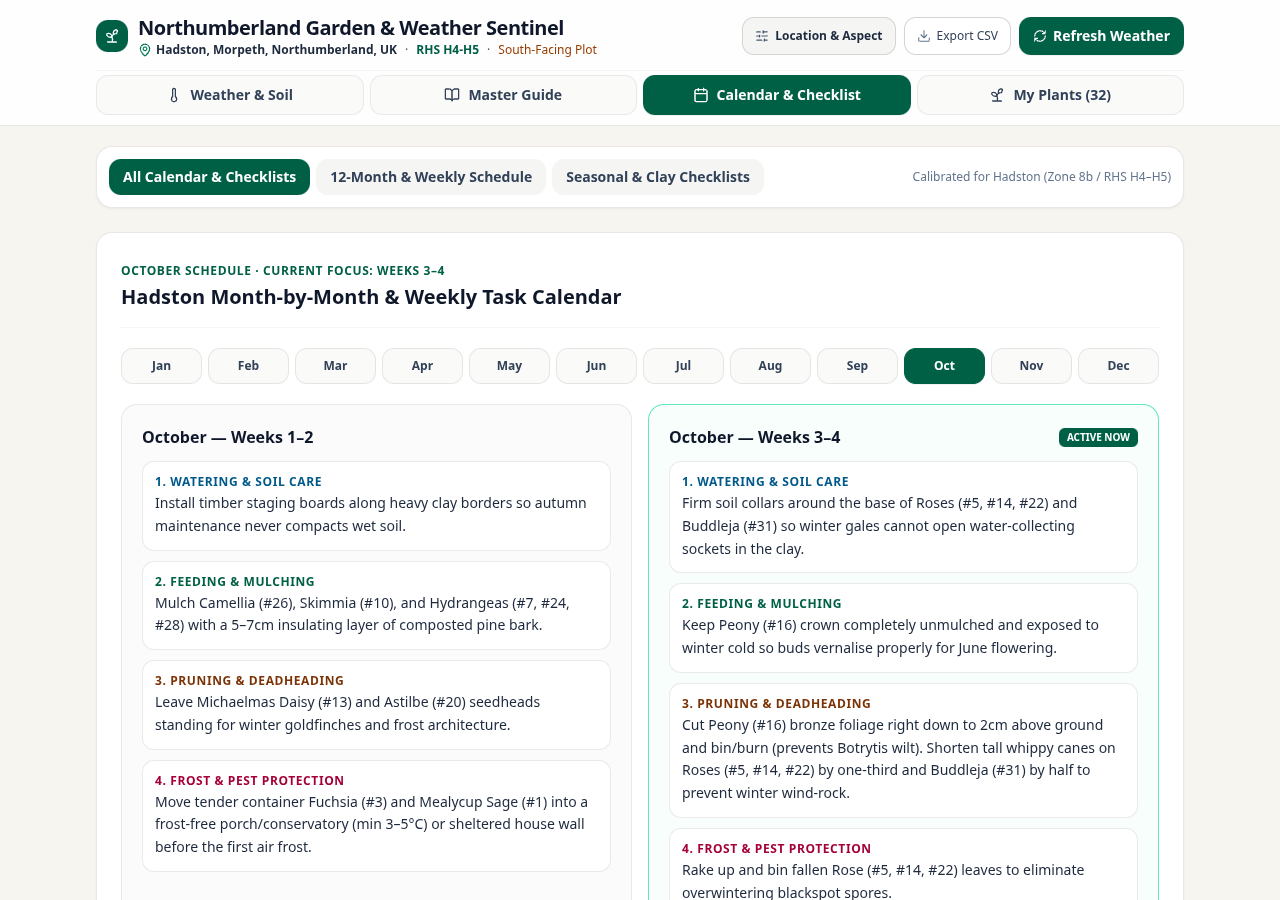 Northumberland Garden & Weather Sentinel
Hadston, Morpeth, Northumberland, UK · RHS H4-H5 · South-Facing Plot
Location & Aspect
Export CSV
Refresh Weather
Weather & Soil
Master Guide
Calendar & Checklist
My Plants (32)
All Calendar & Checklists
12-Month & Weekly Schedule
Seasonal & Clay Checklists
Calibrated for Hadston (Zone 8b / RHS H4–H5)
OCTOBER SCHEDULE · CURRENT FOCUS: WEEKS 3–4
Hadston Month-by-Month & Weekly Task Calendar
Jan
Feb
Mar
Apr
May
Jun
Jul
Aug
Sep
Oct
Nov
Dec
October — Weeks 1–2
1. WATERING & SOIL CARE
Install timber staging boards along heavy clay borders so autumn
maintenance never compacts wet soil.
2. FEEDING & MULCHING
Mulch Camellia (#26), Skimmia (#10), and Hydrangeas (#7, #24,
#28) with a 5–7cm insulating layer of composted pine bark.
3. PRUNING & DEADHEADING
Leave Michaelmas Daisy (#13) and Astilbe (#20) seedheads
standing for winter goldfinches and frost architecture.
4. FROST & PEST PROTECTION
Move tender container Fuchsia (#3) and Mealycup Sage (#1) into a
frost-free porch/conservatory (min 3–5°C) or sheltered house wall
before the first air frost.
October — Weeks 3–4
ACTIVE NOW
1. WATERING & SOIL CARE
Firm soil collars around the base of Roses (#5, #14, #22) and
Buddleja (#31) so winter gales cannot open water-collecting
sockets in the clay.
2. FEEDING & MULCHING
Keep Peony (#16) crown completely unmulched and exposed to
winter cold so buds vernalise properly for June flowering.
3. PRUNING & DEADHEADING
Cut Peony (#16) bronze foliage right down to 2cm above ground
and bin/burn (prevents Botrytis wilt). Shorten tall whippy canes on
Roses (#5, #14, #22) by one-third and Buddleja (#31) by half to
prevent winter wind-rock.
4. FROST & PEST PROTECTION
Rake up and bin fallen Rose (#5, #14, #22) leaves to eliminate
overwintering blackspot spores.